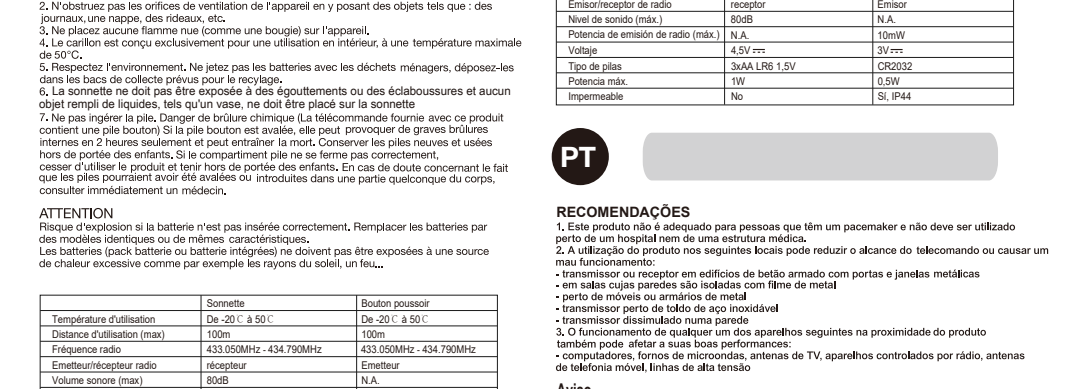 2. N'obstruez pas les orifices de ventilation de l'appareil en y posant des objets tels que : des
journaux, une nappe, des rideaux, etc.
3. Ne placez aucune flamme nue (comme une bougie) sur l'appareil.
4. Le carillon est conçu exclusivement pour une utilisation en intérieur, à une température maximale
de 50°C.
5. Respectez l'environnement. Ne jetez pas les batteries avec les déchets ménagers, déposez-les
dans les bacs de collecte prévus pour le recylage.
6. La sonnette ne doit pas être exposée à des égouttements ou des éclaboussures et aucun
objet rempli de liquides, tels qu'un vase, ne doit être placé sur la sonnette
7. Ne pas ingérer la pile. Danger de brûlure chimique (La télécommande fournie avec ce produit
contient une pile bouton) Si la pile bouton est avalée, elle peut provoquer de graves brûlures
internes en 2 heures seulement et peut entraîner la mort. Conserver les piles neuves et usées
hors de portée des enfants. Si le compartiment pile ne se ferme pas correctement,
cesser d'utiliser le produit et tenir hors de portée des enfants. En cas de doute concernant le fait
que les piles pourraient avoir été avalées ou introduites dans une partie quelconque du corps,
consulter immédiatement un médecin.
ATTENTION
Risque d'explosion si la batterie n'est pas insérée correctement. Remplacer les batteries par
des modèles identiques ou de mêmes caractéristiques.
Les batteries (pack batterie ou batterie intégrées) ne doivent pas être exposées à une source
de chaleur excessive comme par exemple les rayons du soleil, un feu...
Sonnette Bouton poussoir
Température d'utilisation De -20℃ à 50℃ De -20℃ à 50℃
Distance d'utilisation (max) 100m 100m
Fréquence radio 433.050MHz - 434.790MHz 433.050MHz - 434.790MHz
Emetteur/récepteur radio récepteur Emetteur
Volume sonore (max) 80dB N.A.
Emisor/receptor de radio receptor Emisor
Nivel de sonido (máx.) 80dB N.A.
Potencia de emisión de radio (máx.) N.A. 10mW
Voltaje 4,5V⎓ 3V⎓
Tipo de pilas 3xAA LR6 1,5V CR2032
Potencia máx. 1W 0,5W
Impermeable No Sí, IP44
PT
RECOMENDAÇÕES
1. Este produto não é adequado para pessoas que têm um pacemaker e não deve ser utilizado
perto de um hospital nem de uma estrutura médica.
2. A utilização do produto nos seguintes locais pode reduzir o alcance do telecomando ou causar um
mau funcionamento:
- transmissor ou receptor em edifícios de betão armado com portas e janelas metálicas
- em salas cujas paredes são isoladas com filme de metal
- perto de móveis ou armários de metal
- transmissor perto de toldo de aço inoxidável
- transmissor dissimulado numa parede
3. O funcionamento de qualquer um dos aparelhos seguintes na proximidade do produto
também pode afetar a suas boas performances:
- computadores, fornos de microondas, antenas de TV, aparelhos controlados por rádio, antenas
de telefonia móvel, linhas de alta tensão
Aviso